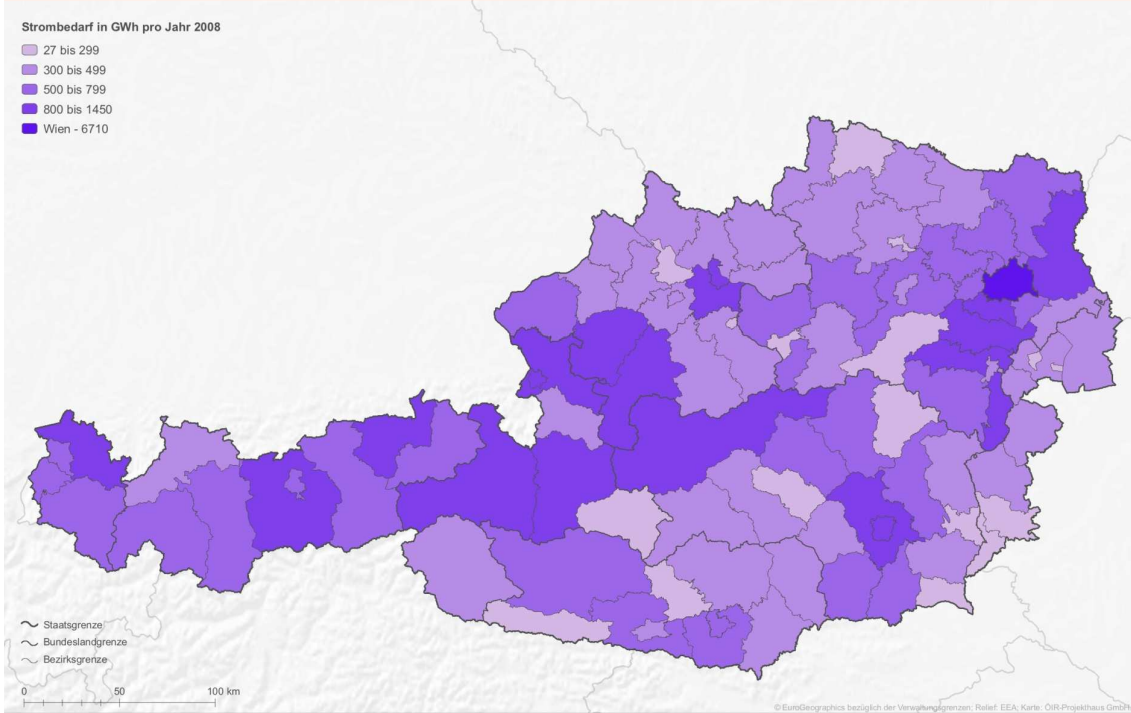 Strombedarf in GWh pro Jahr 2008
27 bis 299
300 bis 499
500 bis 799
800 bis 1450
Wien - 6710
Staatsgrenze
Bundeslandgrenze
Bezirksgrenze
0 50 100 km
© EuroGeographics bezüglich der Verwaltungsgrenzen; Relief: EEA; Karte: ÖIR-Projekthaus GmbH